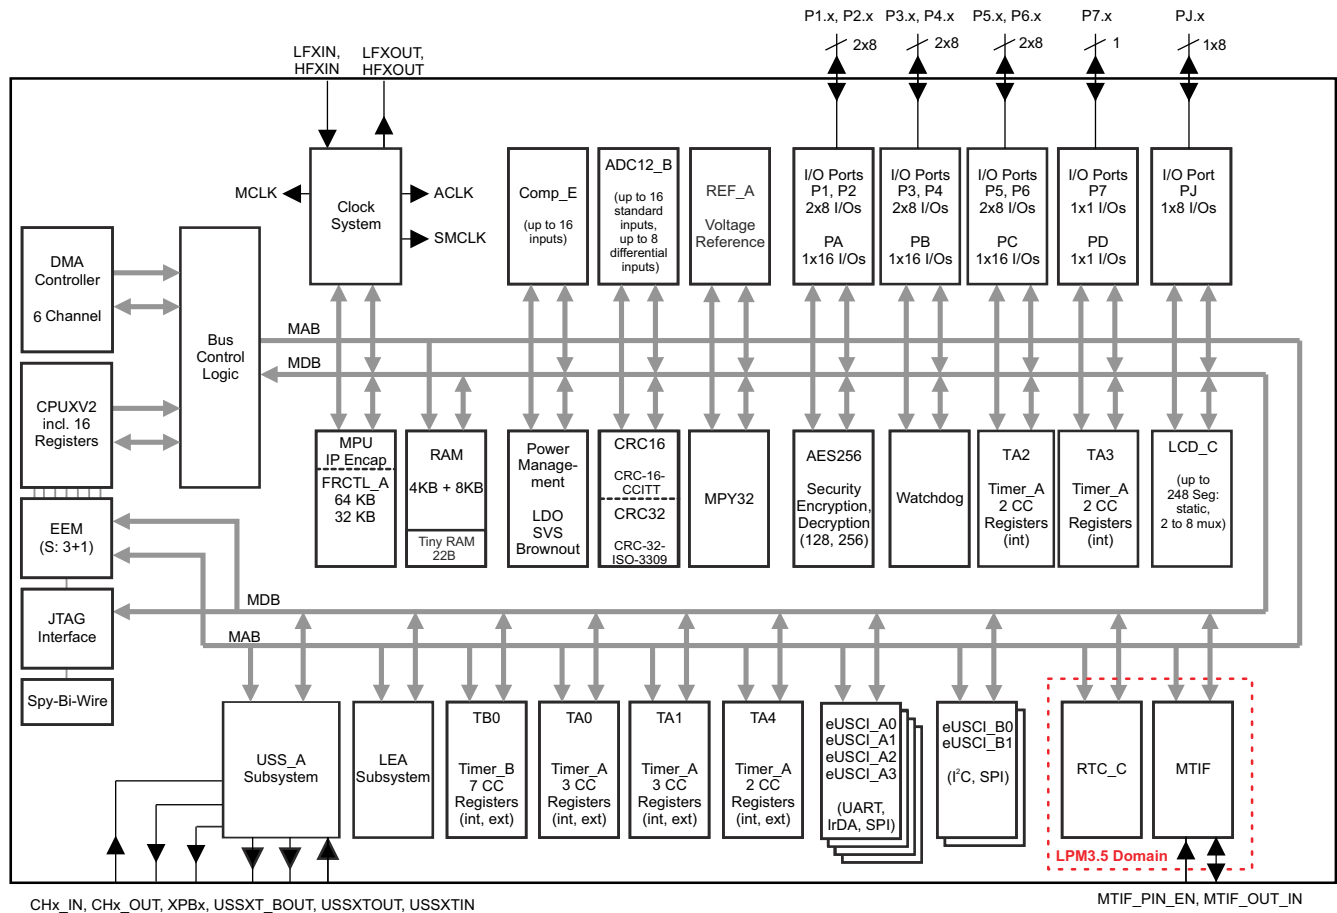 P1.x, P2.x
P3.x, P4.x
P5.x, P6.x
P7.x
PJ.x
2x8
2x8
2x8
1
1x8
LFXIN,
HFXIN
LFXOUT,
HFXOUT
MCLK
Clock
System
ACLK
SMCLK
Comp_E
(up to 16
inputs)
ADC12_B
(up to 16
standard
inputs,
up to 8
differential
inputs)
REF_A
Voltage
Reference
I/O Ports
P1, P2
2x8 I/Os
PA
1x16 I/Os
I/O Ports
P3, P4
2x8 I/Os
PB
1x16 I/Os
I/O Ports
P5, P6
2x8 I/Os
PC
1x16 I/Os
I/O Ports
P7
1x1 I/Os
PD
1x1 I/Os
I/O Port
PJ
1x8 I/Os
DMA
Controller
6 Channel
Bus
Control
Logic
MAB
MDB
CPUXV2
incl. 16
Registers
EEM
(S: 3+1)
JTAG
Interface
Spy-Bi-Wire
MPU
IP Encap
FRCTL_A
64 KB
32 KB
RAM
4KB + 8KB
Tiny RAM
22B
Power
Manage-
ment
LDO
SVS
Brownout
CRC16
CRC-16-
CCITT
CRC32
CRC-32-
ISO-3309
MPY32
AES256
Security
Encryption,
Decryption
(128, 256)
Watchdog
TA2
Timer_A
2 CC
Registers
(int)
TA3
Timer_A
2 CC
Registers
(int)
LCD_C
(up to
248 Seg:
static,
2 to 8 mux)
MDB
MAB
USS_A
Subsystem
LEA
Subsystem
TB0
Timer_B
7 CC
Registers
(int, ext)
TA0
Timer_A
3 CC
Registers
(int, ext)
TA1
Timer_A
3 CC
Registers
(int, ext)
TA4
Timer_A
2 CC
Registers
(int, ext)
eUSCI_A0
eUSCI_A1
eUSCI_A2
eUSCI_A3
(UART,
IrDA, SPI)
eUSCI_B0
eUSCI_B1
(I²C, SPI)
RTC_C
MTIF
LPM3.5 Domain
CHx_IN, CHx_OUT, XPBx, USSXT_BOUT, USSXTOUT, USSXTIN
MTIF_PIN_EN, MTIF_OUT_IN